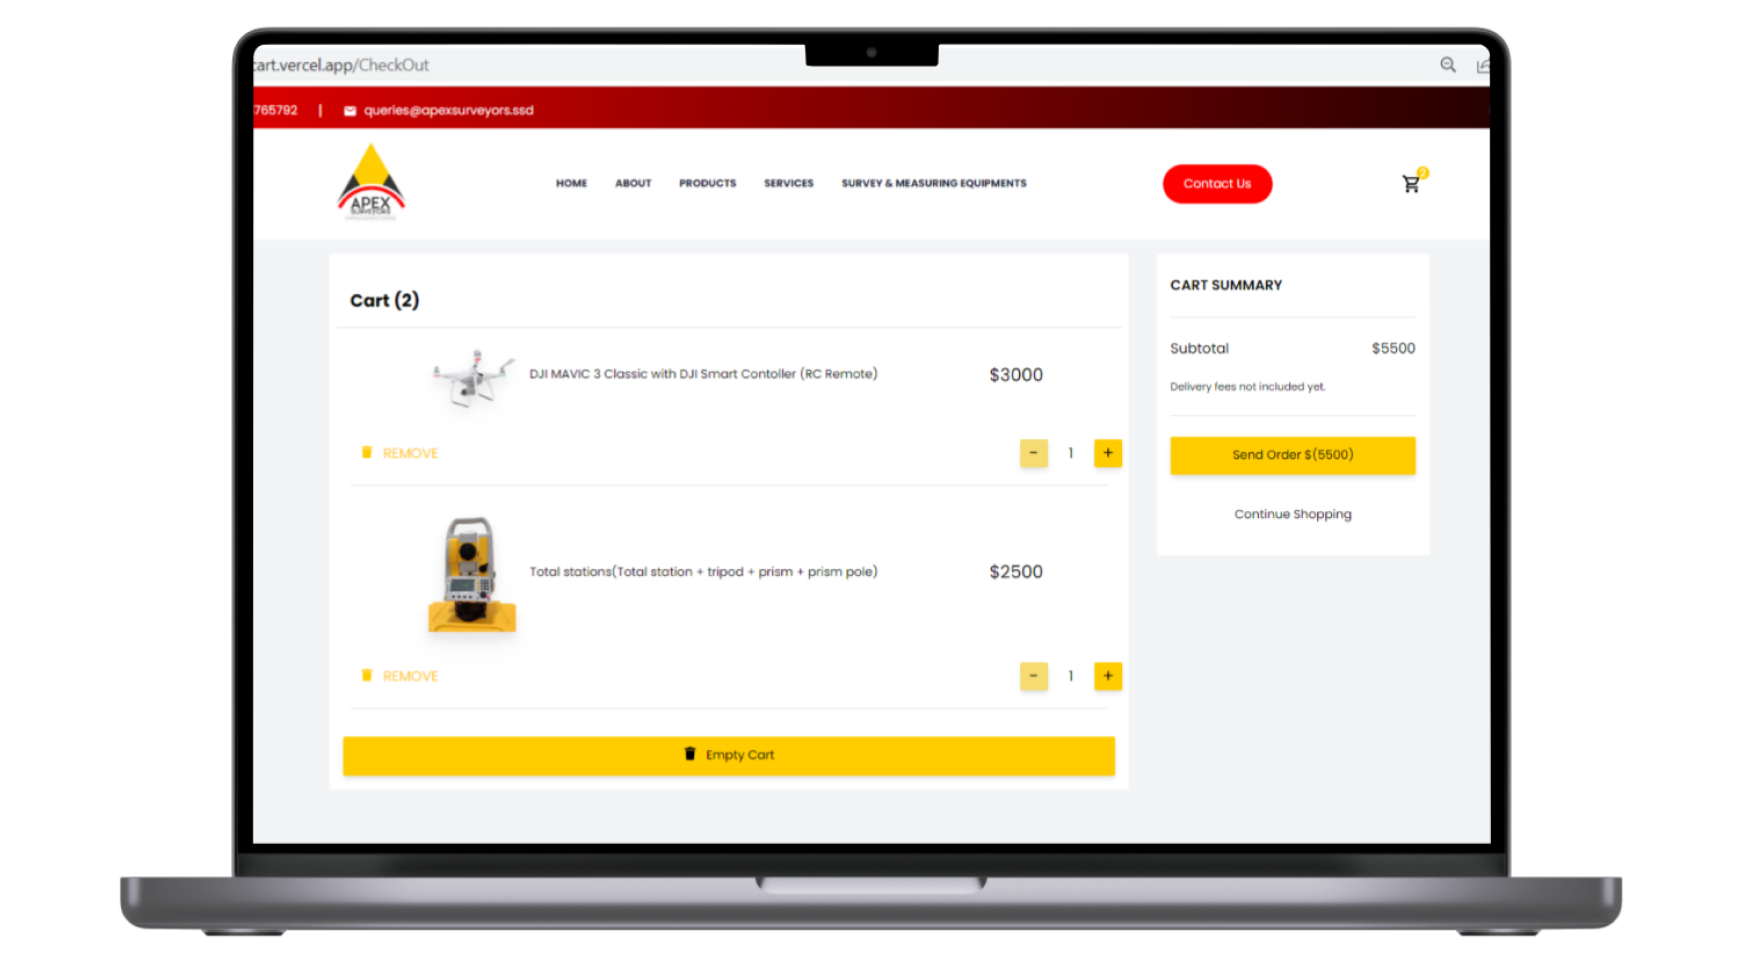 cart.vercel.app/CheckOut
765792 | queries@apexsurveyors.ssd
APEX
SURVEYORS
HOME ABOUT PRODUCTS SERVICES SURVEY & MEASURING EQUIPMENTS
Contact Us
2
Cart (2)
DJI MAVIC 3 Classic with DJI Smart Contoller (RC Remote) $3000
REMOVE - 1 +
Total stations(Total station + tripod + prism + prism pole) $2500
REMOVE - 1 +
Empty Cart
CART SUMMARY
Subtotal $5500
Delivery fees not included yet.
Send Order $(5500)
Continue Shopping